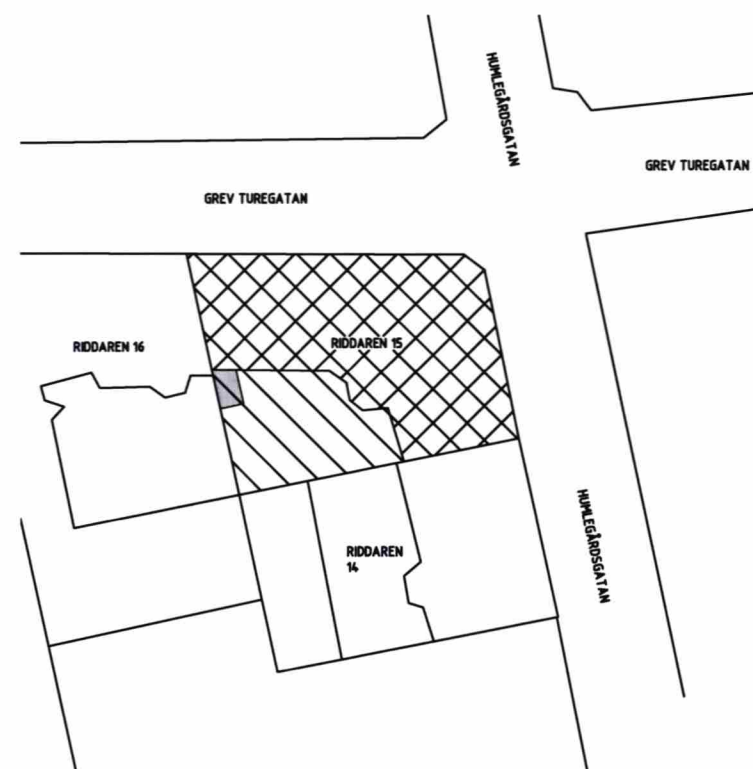 HUMLEGÅRDSGATAN
GREV TUREGATAN
GREV TUREGATAN
RIDDAREN 16
RIDDAREN 15
RIDDAREN
14
HUMLEGÅRDSGATAN